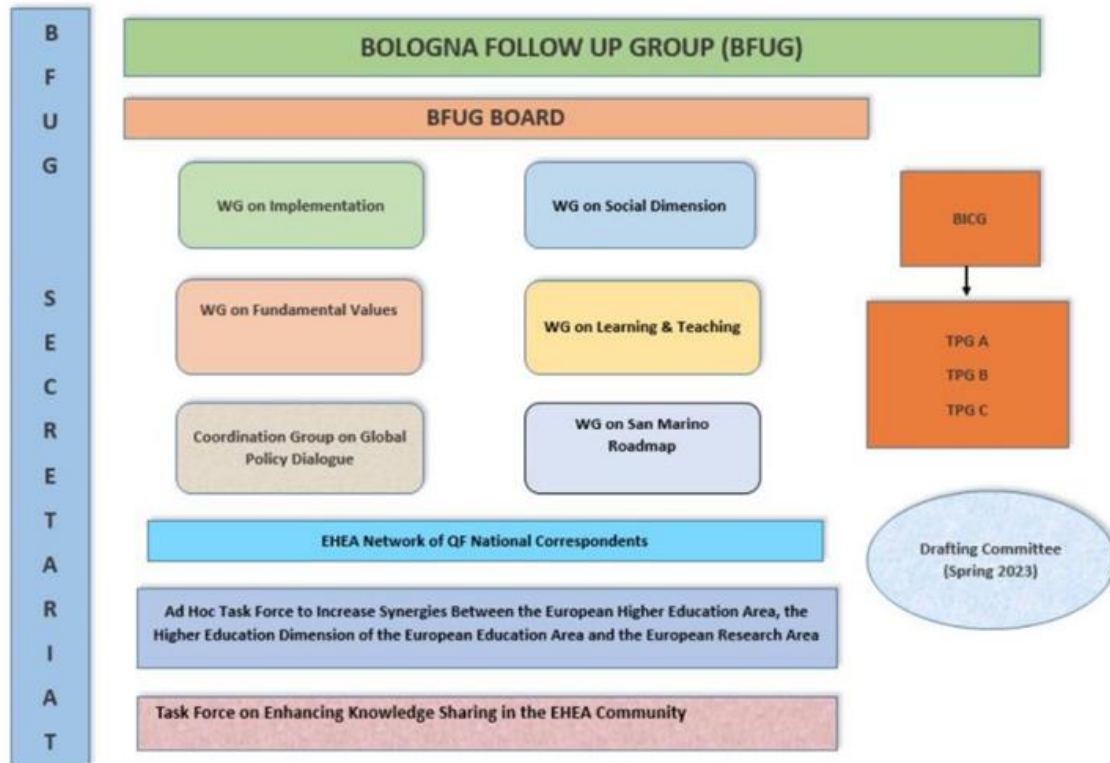 BFUG SECRETARIAT
BOLOGNA FOLLOW UP GROUP (BFUG)
BFUG BOARD
WG on Implementation
WG on Social Dimension
BICG
WG on Fundamental Values
WG on Learning & Teaching
TPG A
TPG B
TPG C
Coordination Group on Global
Policy Dialogue
WG on San Marino
Roadmap
EHEA Network of QF National Correspondents
Drafting Committee
(Spring 2023)
Ad Hoc Task Force to Increase Synergies Between the European Higher Education Area, the
Higher Education Dimension of the European Education Area and the European Research Area
Task Force on Enhancing Knowledge Sharing in the EHEA Community